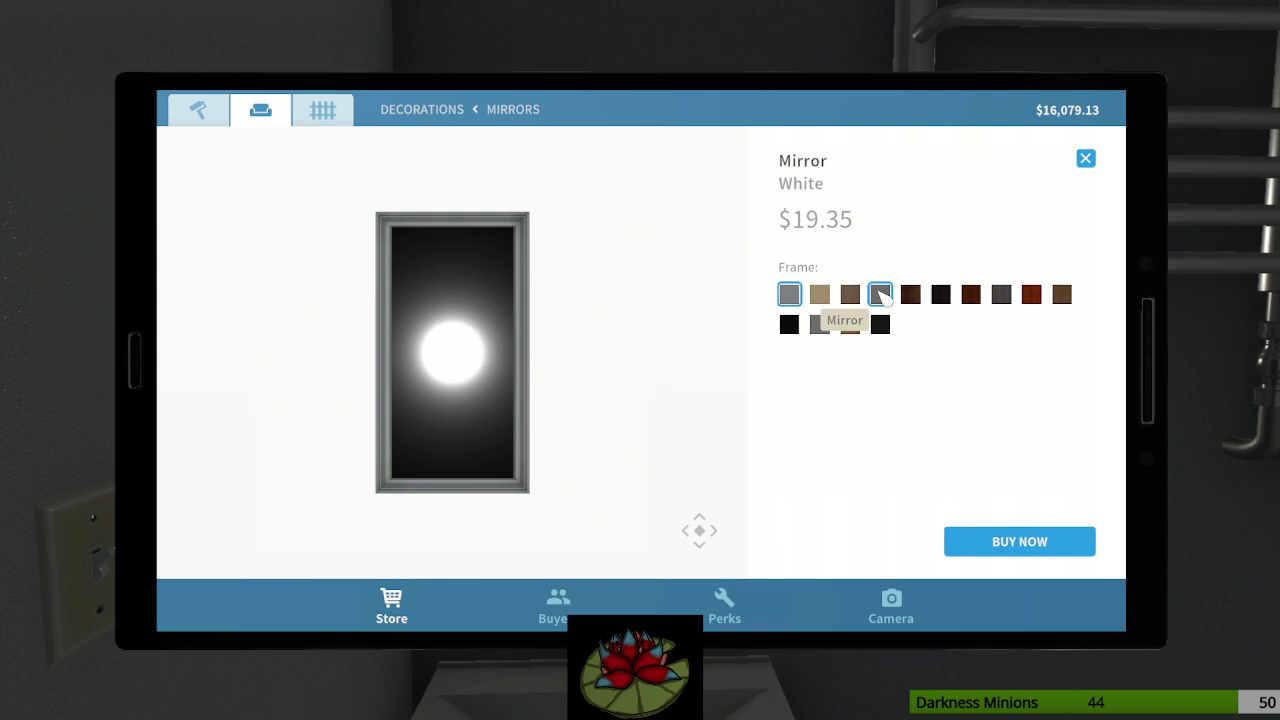 DECORATIONS < MIRRORS
$16,079.13
Mirror
White
$19.35
Frame:
Mirror
BUY NOW
Store
Buye
Perks
Camera
Darkness Minions 44 50